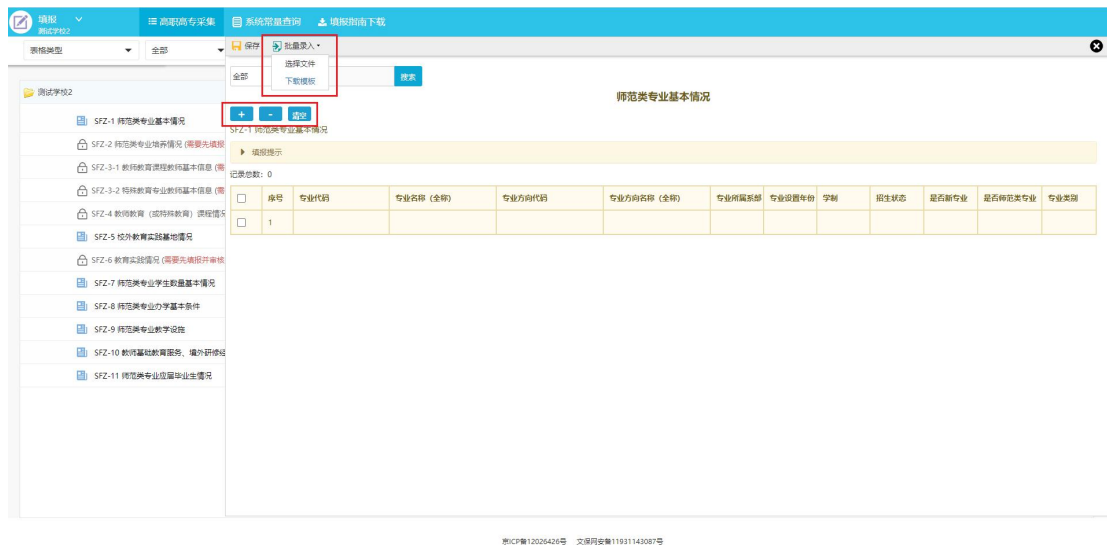 填报
测试学校2
高职高专采集
系统常量查询
填报指南下载
表格类型
全部
保存
批量录入
选择文件
下载模板
全部
搜索
测试学校2
SFZ-1 师范类专业基本情况
SFZ-2 师范类专业培养情况 (需要先填报
SFZ-3-1 教师教育课程教师基本信息 (需
SFZ-3-2 特殊教育专业教师基本信息 (需
SFZ-4 教师教育（或特殊教育）课程情况
SFZ-5 校外教育实践基地情况
SFZ-6 教育实践情况 (需要先填报并审核
SFZ-7 师范类专业学生数量基本情况
SFZ-8 师范类专业办学基本条件
SFZ-9 师范类专业教学设施
SFZ-10 教师基础教育服务、境外研修经
SFZ-11 师范类专业应届毕业生情况
师范类专业基本情况
+ - 清空
SFZ-1 师范类专业基本情况
填报提示
记录总数：0
序号 专业代码 专业名称（全称） 专业方向代码 专业方向名称（全称） 专业所属系部 专业设置年份 学制 招生状态 是否新专业 是否师范类专业 专业类别
1
京ICP备12026426号 文保网安备11931143087号